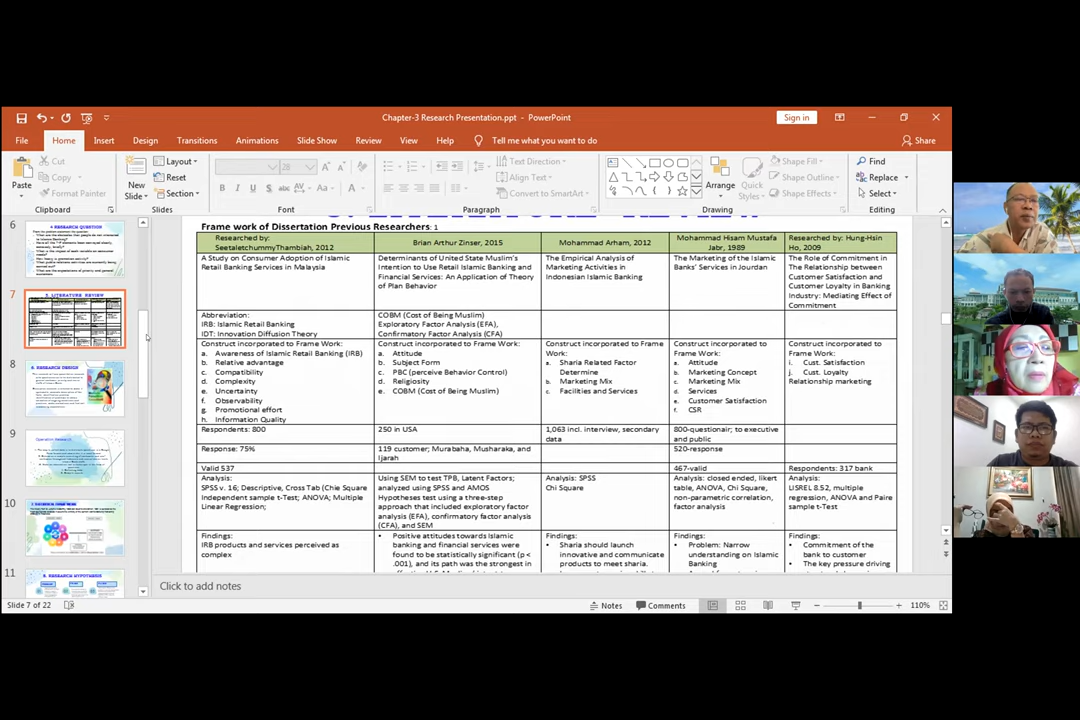 Chapter-3 Research Presentation.ppt - PowerPoint
Sign in
File
Home
Insert
Design
Transitions
Slide Show
Animations
Review
View
Help
Tell me what you want to do
Share
Paste
Cut
Copy
Format Painter
Clipboard
New
Slide
Layout
Reset
Section
Slides
Font
Paragraph
Text Direction
Align Text
Convert to SmartArt
Arrange
Quick
Styles
Shape Fill
Shape Outline
Shape Effects
Drawing
Find
Replace
Select
Editing
6
4 RESEARCH QUESTION
7
5. LITERATURE REVIEW
8
6. RESEARCH DESIGN
9
10
11
8. RESEARCH HYPOTHESIS
Frame work of Dissertation Previous Researchers: 1
Researched by:
SeetaletchummyThambiah, 2012
Brian Arthur Zinser, 2015
Mohammad Arham, 2012
Mohammad Hisam Mustafa
Jabr, 1989
Researched by: Hung-Hsin
Ho, 2009
A Study on Consumer Adoption of Islamic
Retail Banking Services in Malaysia
Determinants of United State Muslim's
Intention to Use Retail Islamic Banking and
Financial Services: An Application of Theory
of Plan Behavior
The Empirical Analysis of
Marketing Activities in
Indonesian Islamic Banking
The Marketing of the Islamic
Banks' Services in Jourdan
The Role of Commitment in
The Relationship between
Customer Satisfaction and
Customer Loyalty in Banking
Industry: Mediating Effect of
Commitment
Abbreviation:
IRB: Islamic Retail Banking
IDT: Innovation Diffusion Theory
COBM (Cost of Being Muslim)
Exploratory Factor Analysis (EFA),
Confirmatory Factor Analysis (CFA)
Construct incorporated to Frame Work:
a. Awareness of Islamic Retail Banking (IRB)
b. Relative advantage
c. Compatibility
d. Complexity
e. Uncertainty
f. Observability
g. Promotional effort
h. Information Quality
Construct incorporated to Frame Work:
a. Attitude
b. Subject Form
c. PBC (perceive Behavior Control)
d. Religiosity
e. COBM (Cost of Being Muslim)
Construct incorporated to Frame
Work:
a. Sharia Related Factor
Determine
b. Marketing Mix
c. Facilities and Services
Construct incorporated to
Frame Work:
a. Attitude
b. Marketing Concept
c. Marketing Mix
d. Services
e. Customer Satisfaction
f. CSR
Construct incorporated to
Frame Work:
i. Cust. Satisfaction
j. Cust. Loyalty
Relationship marketing
Respondents: 800
250 in USA
1,063 incl. interview, secondary
data
800-questionair; to executive
and public
Response: 75%
119 customer; Murabaha, Musharaka, and
Ijarah
520-response
Valid 537
467-valid
Respondents: 317 bank
Analysis:
SPSS v. 16; Descriptive, Cross Tab (Chie Square
Independent sample t-Test; ANOVA; Multiple
Linear Regression;
Using SEM to test TPB, Latent Factors;
analyzed using SPSS and AMOS
Hypotheses test using a three-step
approach that included exploratory factor
analysis (EFA), confirmatory factor analysis
(CFA), and SEM
Analysis: SPSS
Chi Square
Analysis: closed ended, likert
table, ANOVA, Chi Square,
non-parametric correlation,
factor analysis
Analysis:
LISREL 8.52, multiple
regression, ANOVA and Paire
sample t-Test
Findings:
IRB products and services perceived as
complex
• Positive attitudes towards Islamic
banking and financial services were
found to be statistically significant (p <
.001), and its path was the strongest in
Findings:
• Sharia should launch
innovative and communicate
products to meet sharia.
Findings:
• Problem: Narrow
understanding on Islamic
Banking
Findings:
• Commitment of the
bank to customer
• The key pressure driving
Click to add notes
Slide 7 of 22
Notes
Comments
110%